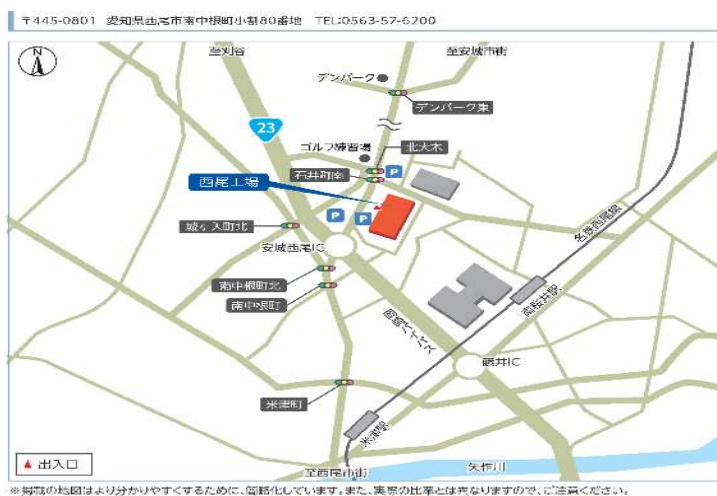 〒445-0801 愛知県西尾市南中根町小割80番地 TEL:0563-57-6200
N
至刈谷
至安城市街
デンパーク
デンパーク東
23
ゴルフ練習場
北大木
石井町南
P
西尾工場
P
P
城ヶ入町北
名鉄西尾線
安城西尾IC
南中根町北
南中根町
南桜井駅
岡崎バイパス
藤井IC
米津町
米津駅
出入口
至西尾市街
矢作川
※掲載の地図はより分かりやすくするために、簡略化しています。また、実際の比率とは異なりますので、ご注意ください。